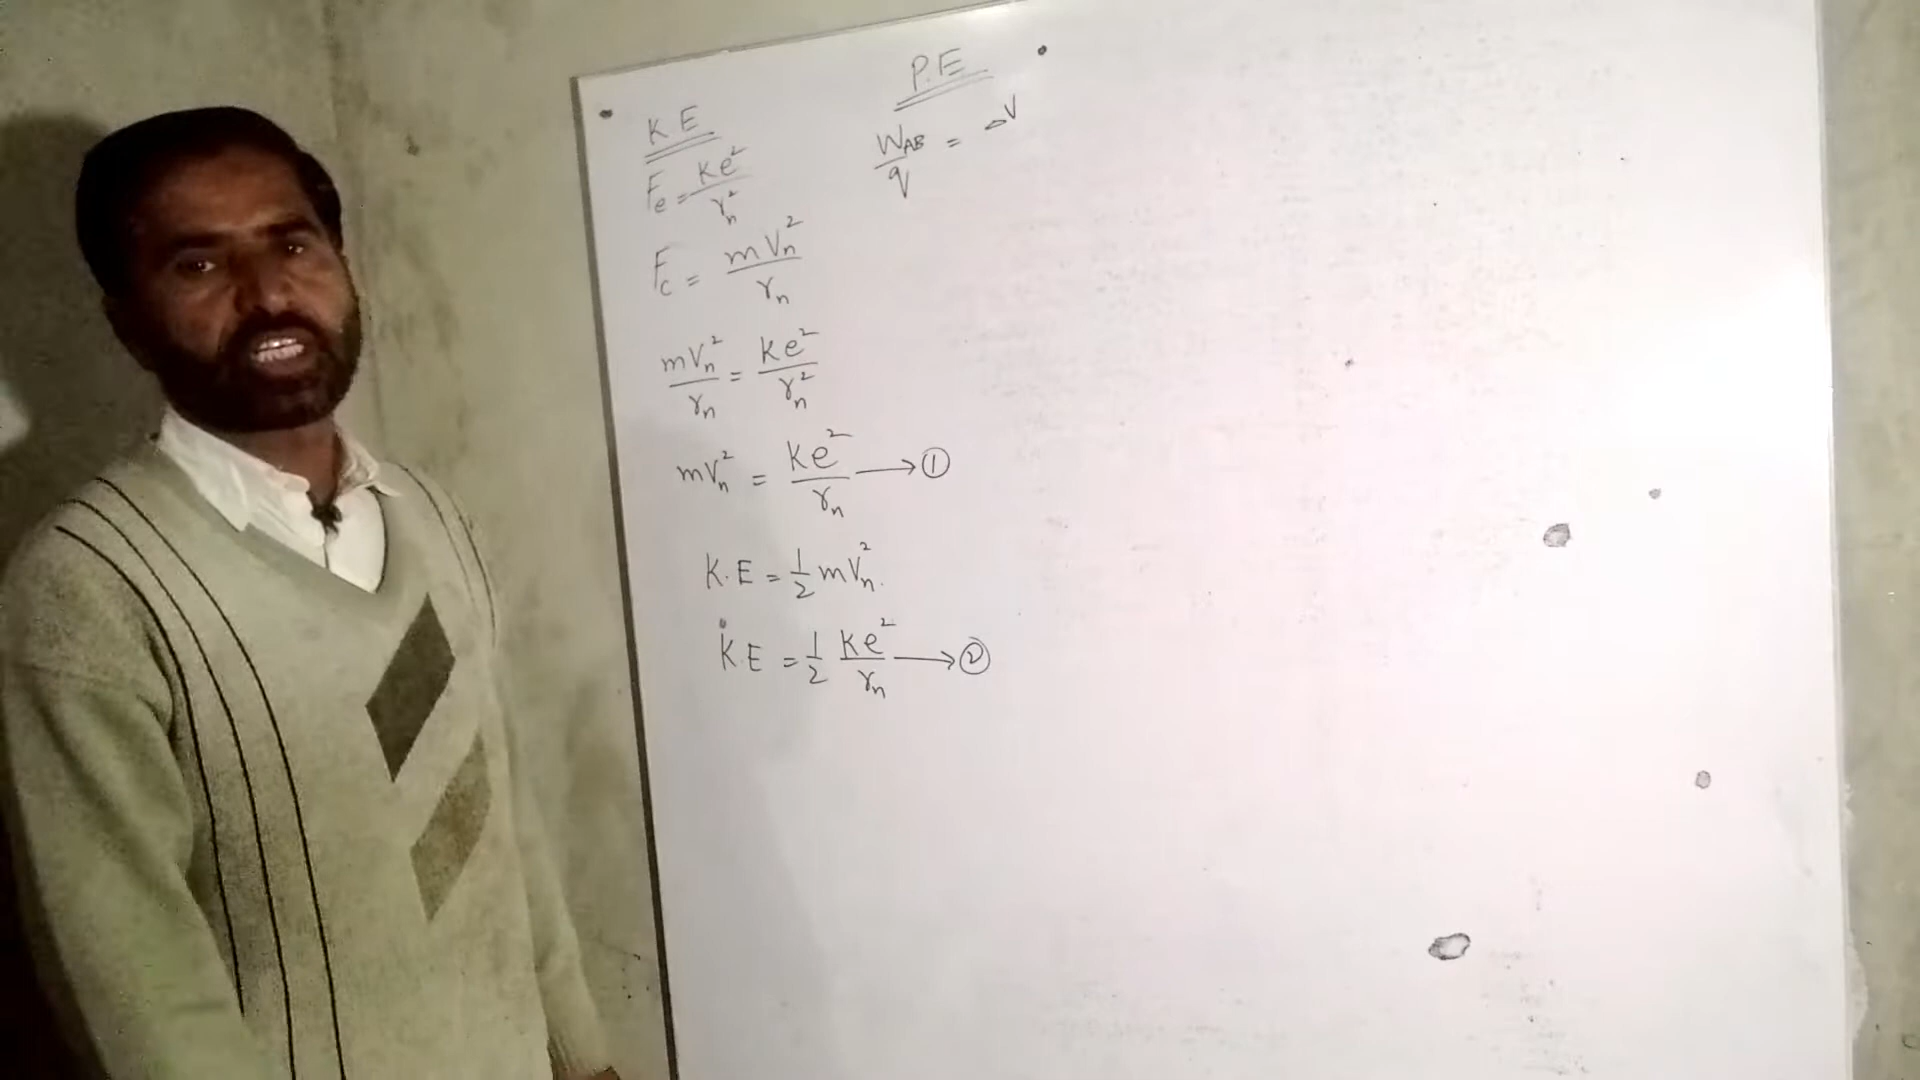 K E
Fe = Ke²/rn²
Fc = mVn²/rn
mVn²/rn = ke²/rn²
mVn² = ke²/rn → ①
K.E = 1/2 mVn².
K.E = 1/2 ke²/rn → ②
P.E
WAB/q = ΔV